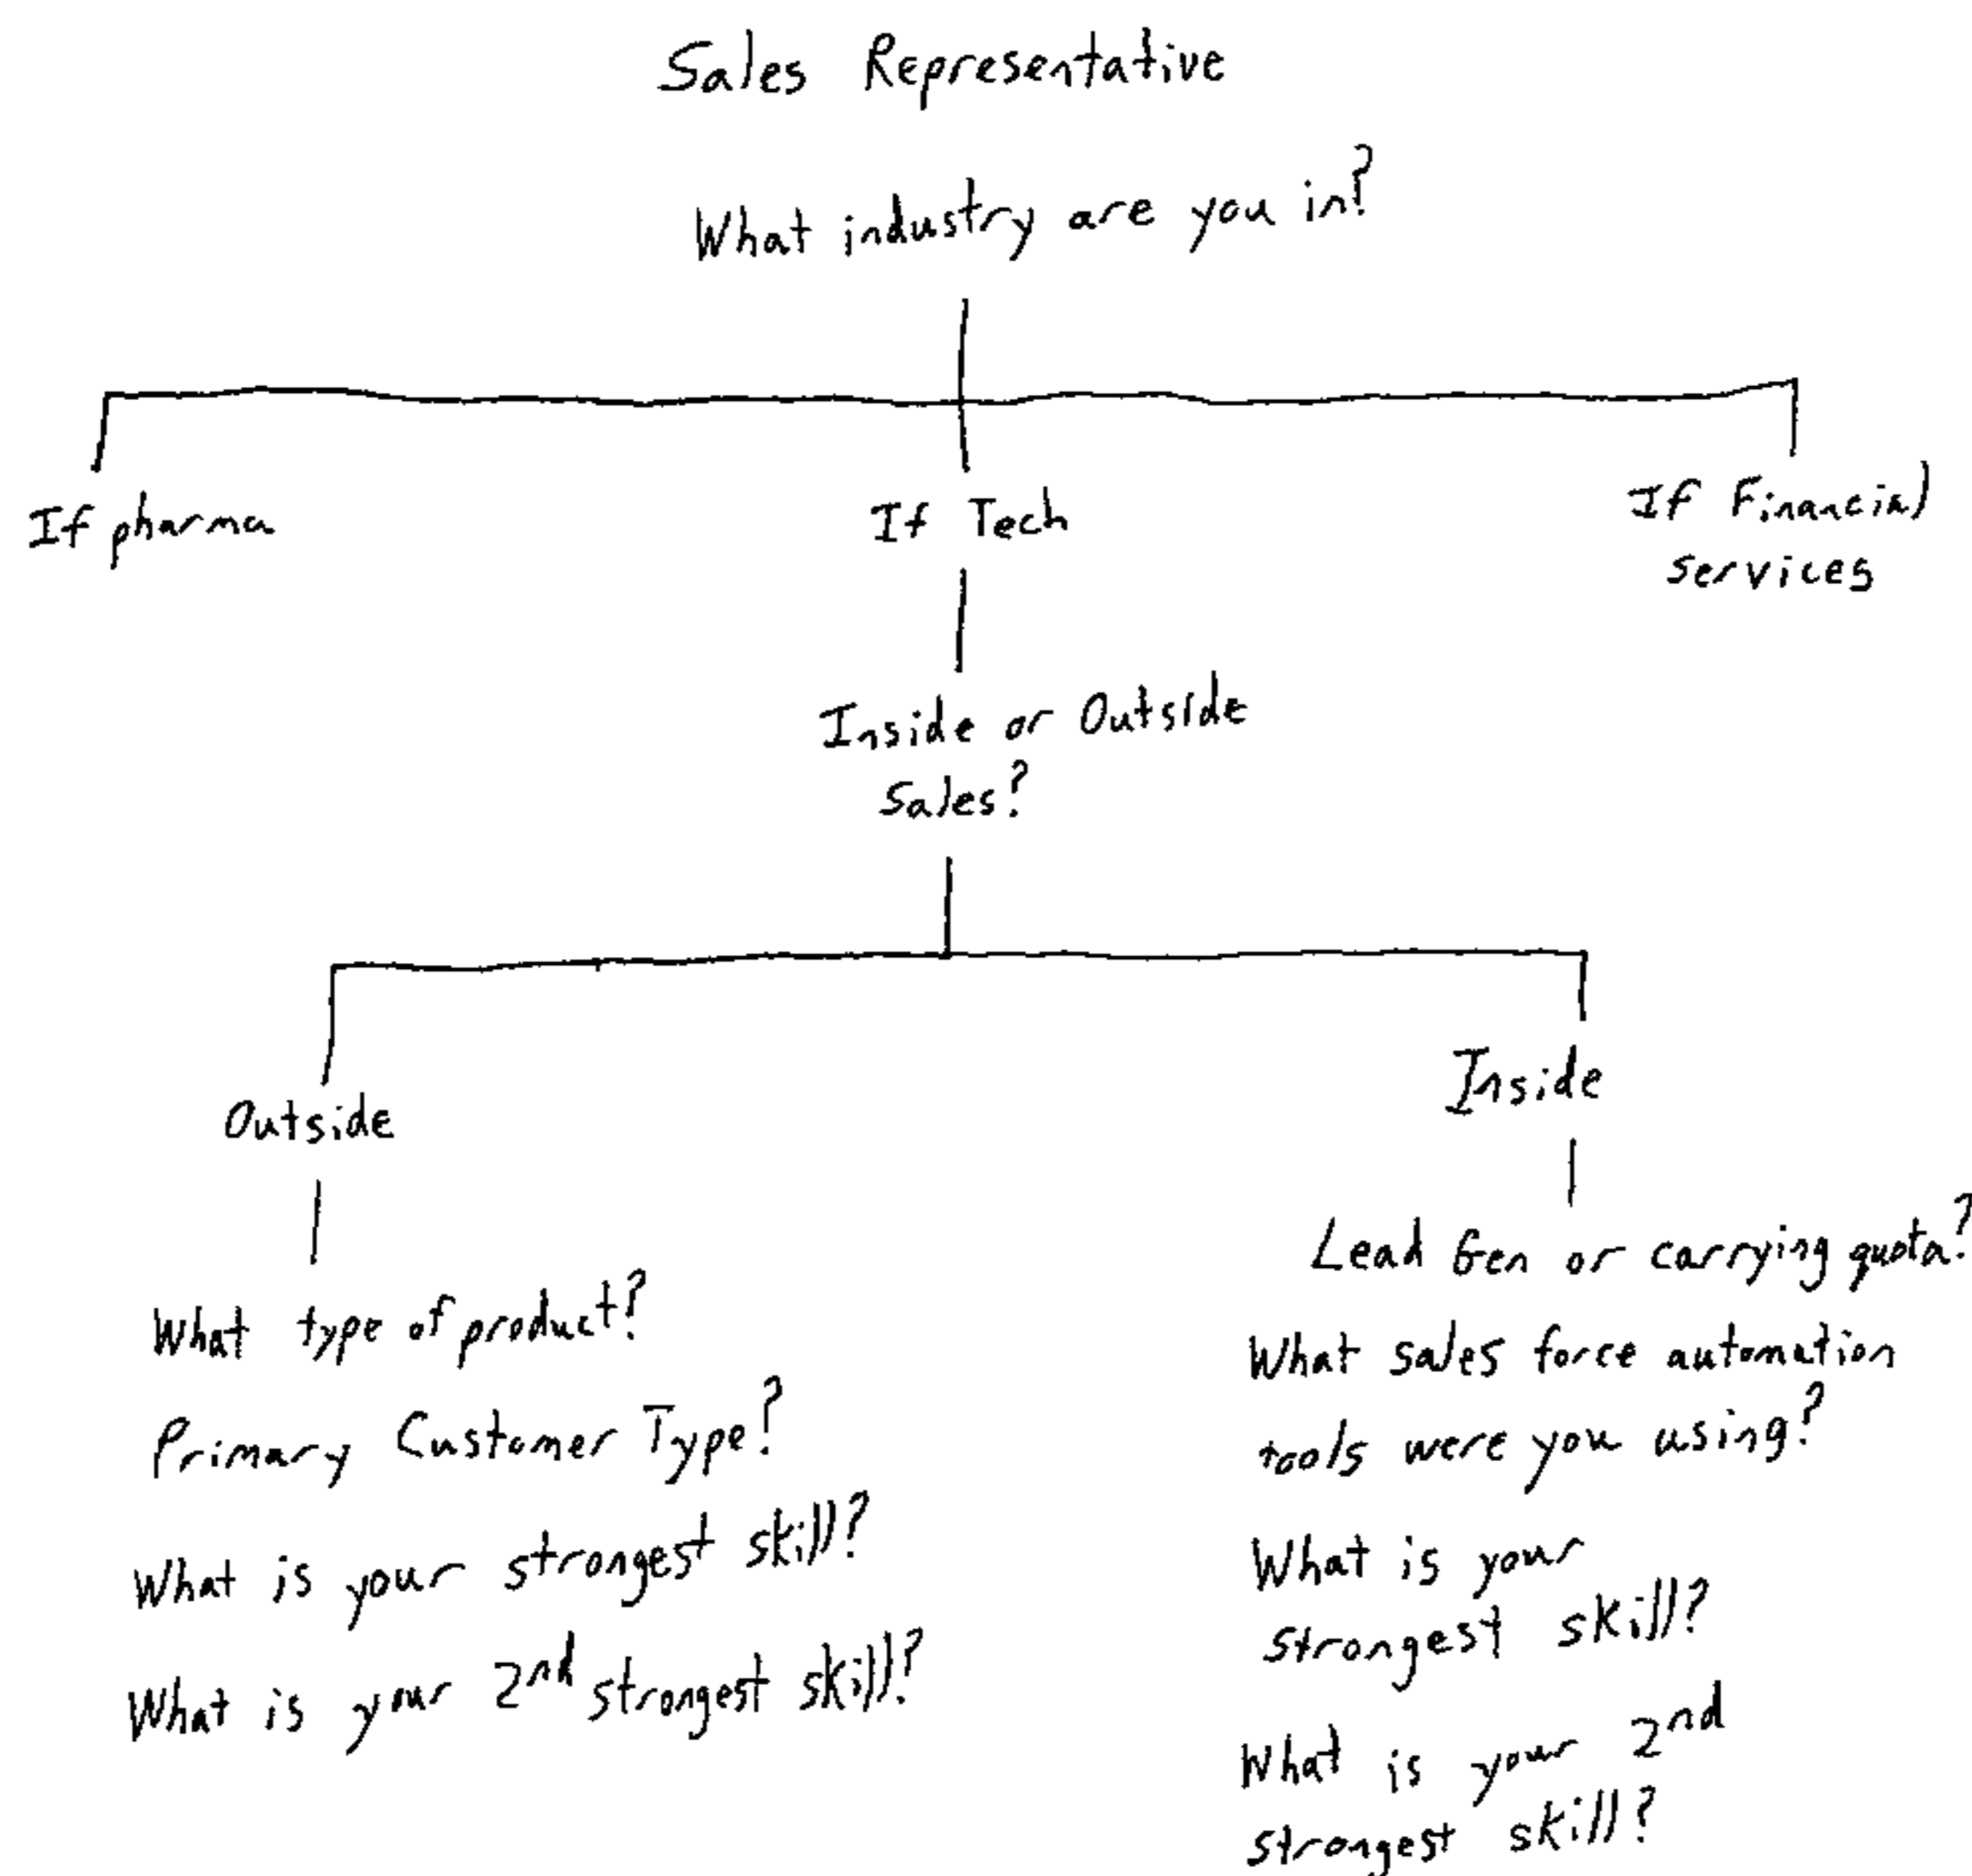 Sales Representative
What industry are you in?
If pharma
If Tech
If Financial
services
Inside or Outside
Sales?
Outside
What type of product?
Primary Customer Type?
What is your strongest skill?
What is your 2nd strongest skill?
Inside
Lead Gen or carrying quota?
What sales force automation
tools were you using?
What is your
strongest skill?
What is your 2nd
strongest skill?